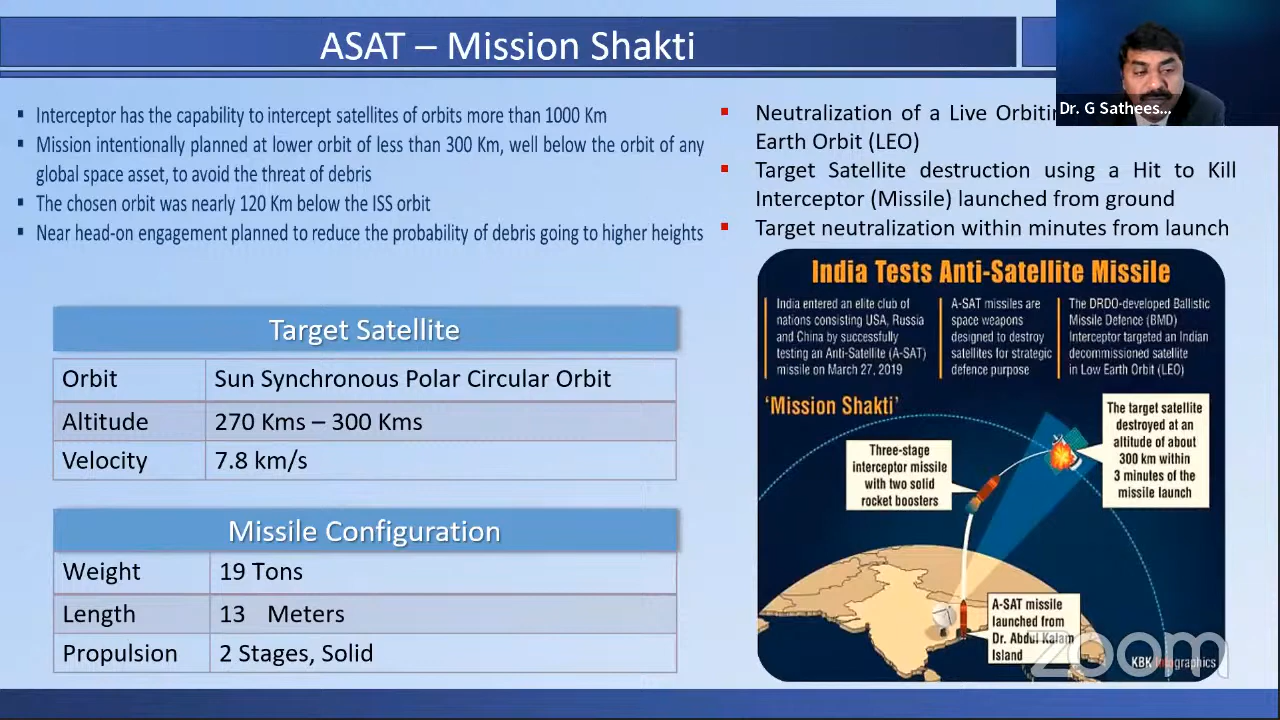 ASAT – Mission Shakti
Dr. G Sathees...
▪ Interceptor has the capability to intercept satellites of orbits more than 1000 Km
▪ Mission intentionally planned at lower orbit of less than 300 Km, well below the orbit of any
global space asset, to avoid the threat of debris
▪ The chosen orbit was nearly 120 Km below the ISS orbit
▪ Near head-on engagement planned to reduce the probability of debris going to higher heights
▪ Neutralization of a Live
Earth Orbit (LEO)
▪ Target Satellite destruction using a Hit to Kill
Interceptor (Missile) launched from ground
▪ Target neutralization within minutes from launch
Target Satellite
Orbit Sun Synchronous Polar Circular Orbit
Altitude 270 Kms – 300 Kms
Velocity 7.8 km/s
Missile Configuration
Weight 19 Tons
Length 13 Meters
Propulsion 2 Stages, Solid
India Tests Anti-Satellite Missile
India entered an elite club of
nations consisting USA, Russia
and China by successfully
testing an Anti-Satellite (A-SAT)
missile on March 27, 2019
A-SAT missiles are
space weapons
designed to destroy
satellites for strategic
defence purpose
The DRDO-developed Ballistic
Missile Defence (BMD)
Interceptor targeted an Indian
decommissioned satellite
in Low Earth Orbit (LEO)
'Mission Shakti'
The target satellite
destroyed at an
altitude of about
300 km within
3 minutes of the
missile launch
Three-stage
interceptor missile
with two solid
rocket boosters
A-SAT missile
launched from
Dr. Abdul Kalam
Island
KBK Infographics
zoom